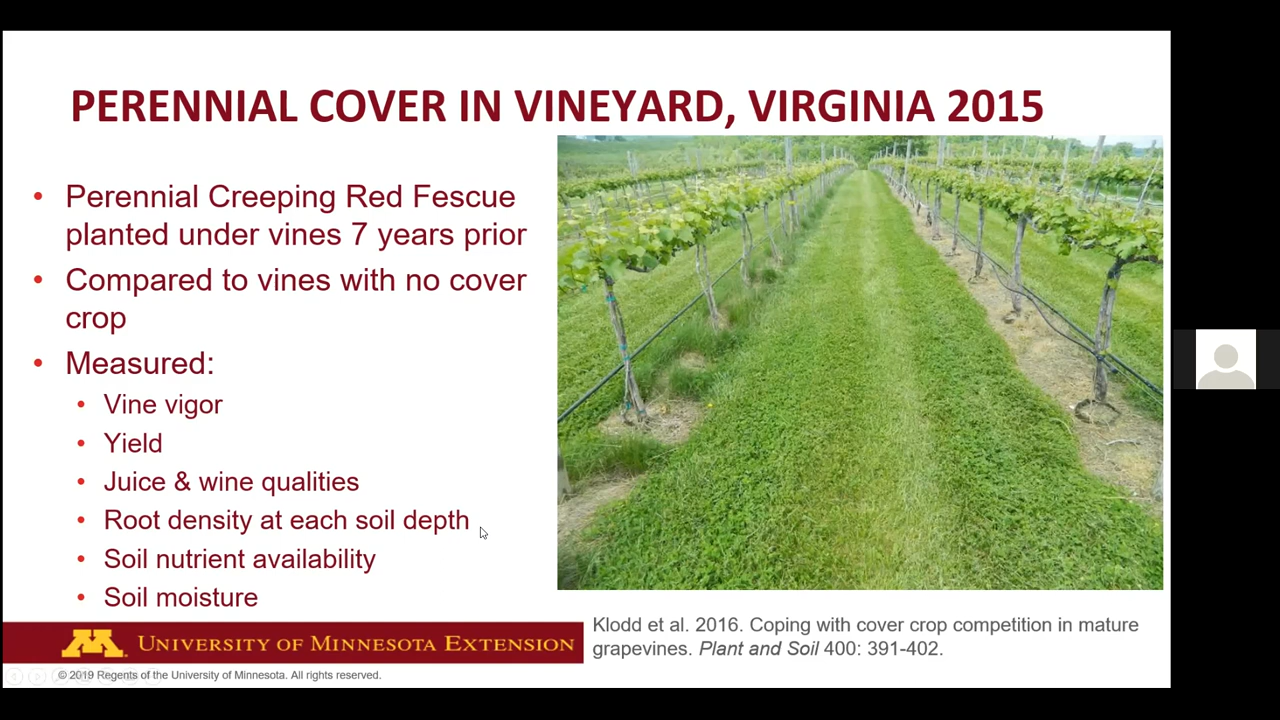 PERENNIAL COVER IN VINEYARD, VIRGINIA 2015
• Perennial Creeping Red Fescue
planted under vines 7 years prior
• Compared to vines with no cover
crop
• Measured:
• Vine vigor
• Yield
• Juice & wine qualities
• Root density at each soil depth
• Soil nutrient availability
• Soil moisture
UNIVERSITY OF MINNESOTA EXTENSION
Klodd et al. 2016. Coping with cover crop competition in mature
grapevines. Plant and Soil 400: 391-402.
© 2019 Regents of the University of Minnesota. All rights reserved.